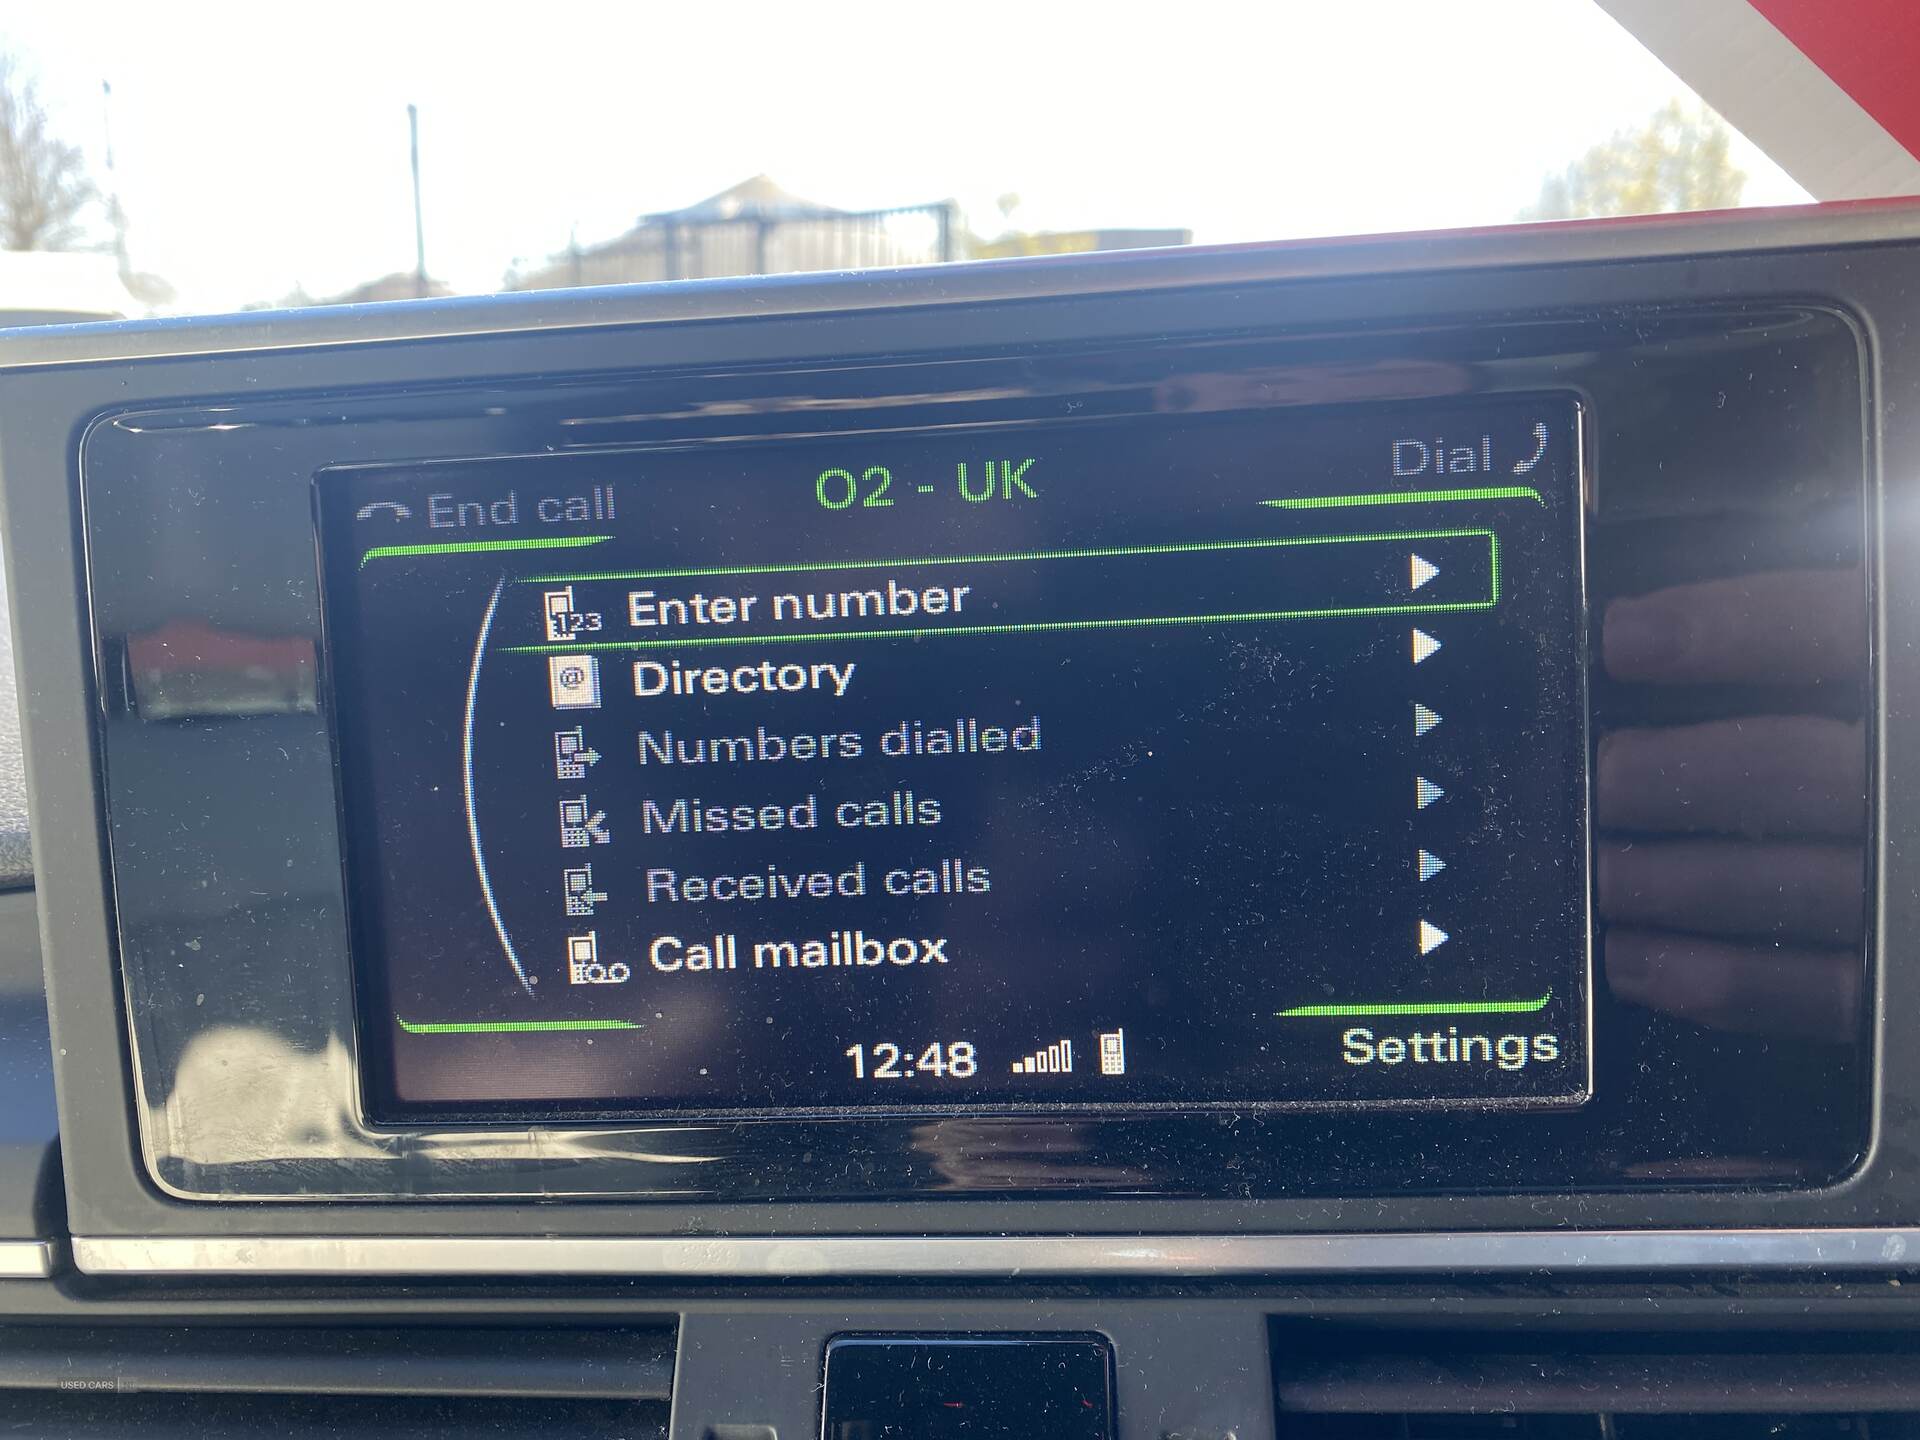 End call
O2 - UK
Dial
123 Enter number
@ Directory
Numbers dialled
Missed calls
Received calls
Call mailbox
12:48
Settings
USED CARS NI